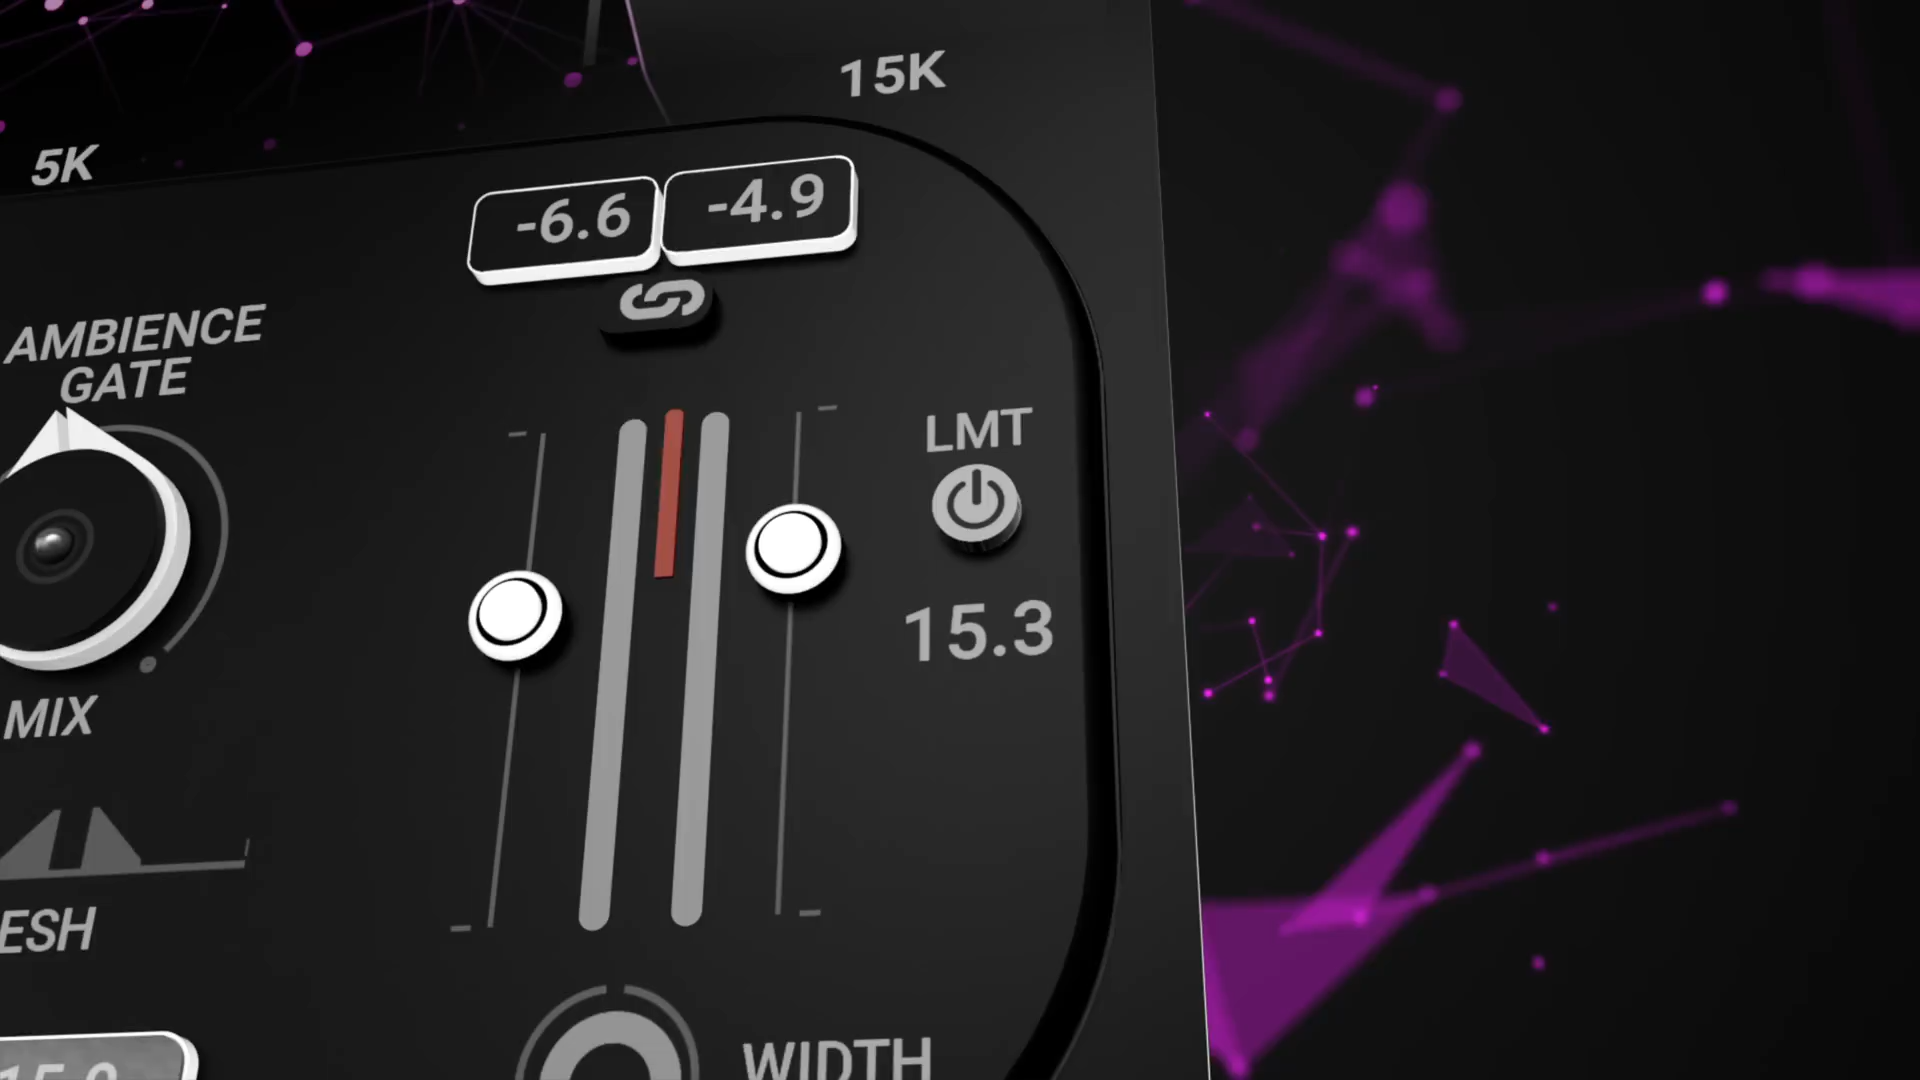 15K
5K
-6.6 -4.9
AMBIENCE
GATE
LMT
15.3
MIX
ESH
WIDTH